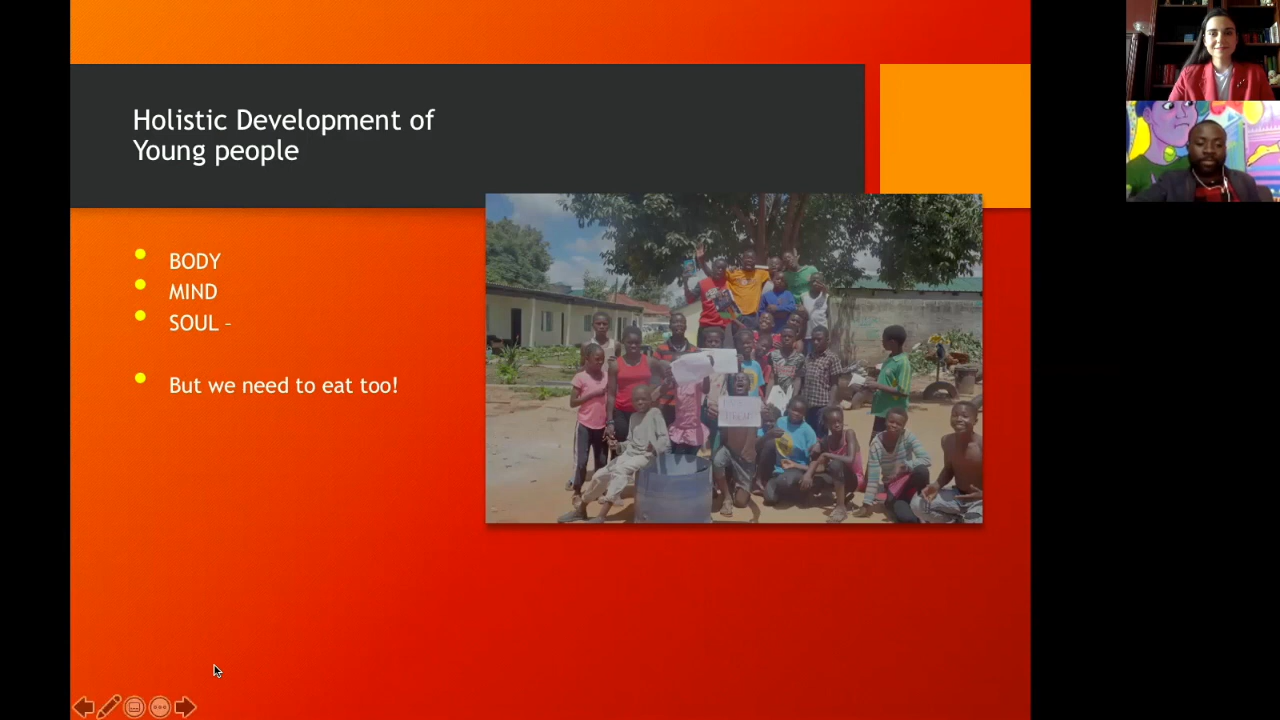 Holistic Development of
Young people
BODY
MIND
SOUL –
But we need to eat too!